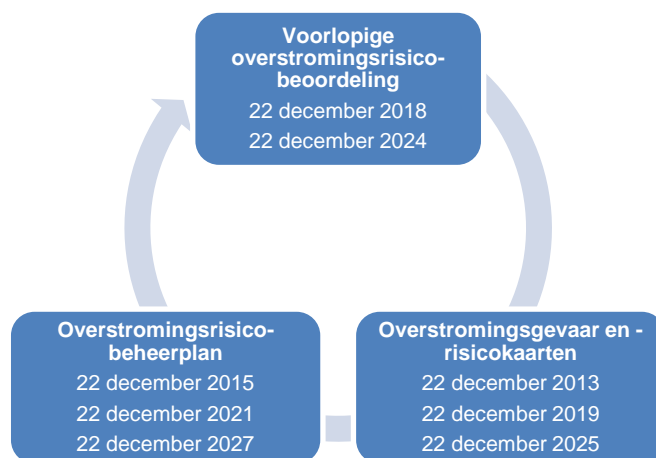 Voorlopige
overstromingsrisico-
beoordeling
22 december 2018
22 december 2024
Overstromingsrisico-
beheerplan
22 december 2015
22 december 2021
22 december 2027
Overstromingsgevaar en -
risicokaarten
22 december 2013
22 december 2019
22 december 2025